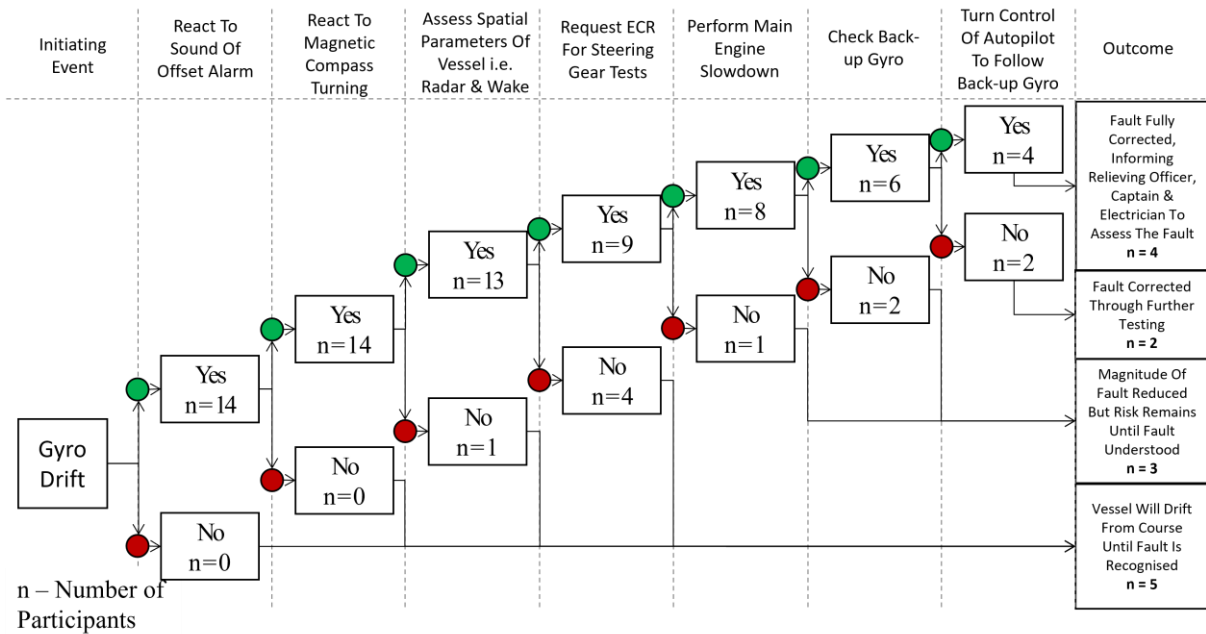 Initiating
Event
React To
Sound Of
Offset Alarm
React To
Magnetic
Compass
Turning
Assess Spatial
Parameters Of
Vessel i.e.
Radar & Wake
Request ECR
For Steering
Gear Tests
Perform Main
Engine
Slowdown
Check Back-
up Gyro
Turn Control
Of Autopilot
To Follow
Back-up Gyro
Outcome
Gyro
Drift
Yes
n=14
No
n=0
Yes
n=14
No
n=0
Yes
n=13
No
n=1
Yes
n=9
No
n=4
Yes
n=8
No
n=1
Yes
n=6
No
n=2
Yes
n=4
No
n=2
Fault Fully
Corrected,
Informing
Relieving Officer,
Captain &
Electrician To
Assess The Fault
n = 4
Fault Corrected
Through Further
Testing
n = 2
Magnitude Of
Fault Reduced
But Risk Remains
Until Fault
Understood
n = 3
Vessel Will Drift
From Course
Until Fault Is
Recognised
n = 5
n – Number of
Participants